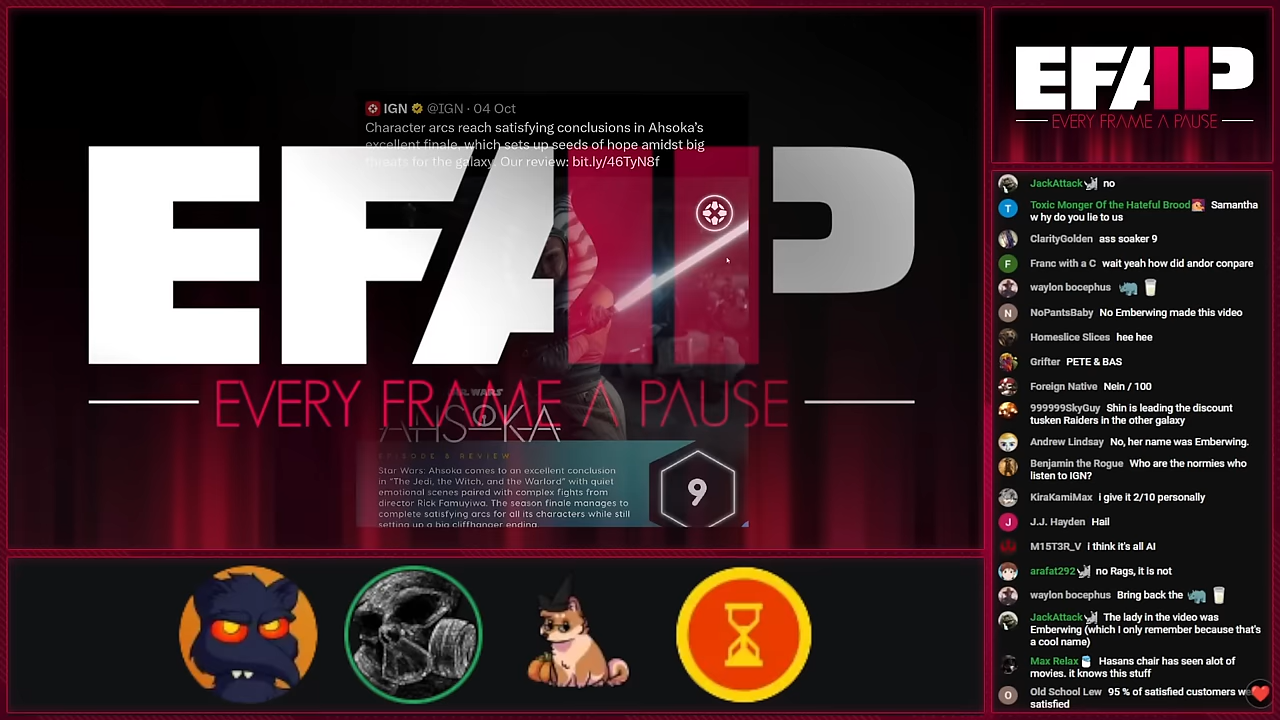 IGN @IGN · 04 Oct
Character arcs reach satisfying conclusions in Ahsoka's
excellent finale, which sets up seeds of hope amidst big
threats for the galaxy. Our review: bit.ly/46TyN8f
EFAP
EVERY FRAME A PAUSE
STAR WARS
AHSOKA
EPISODE 8 REVIEW
Star Wars: Ahsoka comes to an excellent conclusion
in "The Jedi, the Witch, and the Warlord" with quiet
emotional scenes paired with complex fights from
director Rick Famuyiwa. The season finale manages to
complete satisfying arcs for all its characters while still
setting up a big cliffhanger ending.
9
EFAP
EVERY FRAME A PAUSE
JackAttack no
Toxic Monger Of the Hateful Brood Samantha
w hy do you lie to us
ClarityGolden ass soaker 9
Franc with a C wait yeah how did andor conpare
waylon bocephus
NoPantsBaby No Emberwing made this video
Homeslice Slices hee hee
Grifter PETE & BAS
Foreign Native Nein / 100
999999SkyGuy Shin is leading the discount
tusken Raiders in the other galaxy
Andrew Lindsay No, her name was Emberwing.
Benjamin the Rogue Who are the normies who
listen to IGN?
KiraKamiMax i give it 2/10 personally
J.J. Hayden Hail
M15T3R_V i think it's all AI
arafat292 no Rags, it is not
waylon bocephus Bring back the
JackAttack The lady in the video was
Emberwing (which I only remember because that's
a cool name)
Max Relax Hasans chair has seen alot of
movies. it knows this stuff
Old School Lew 95 % of satisfied customers
satisfied
T
F
N
J
O